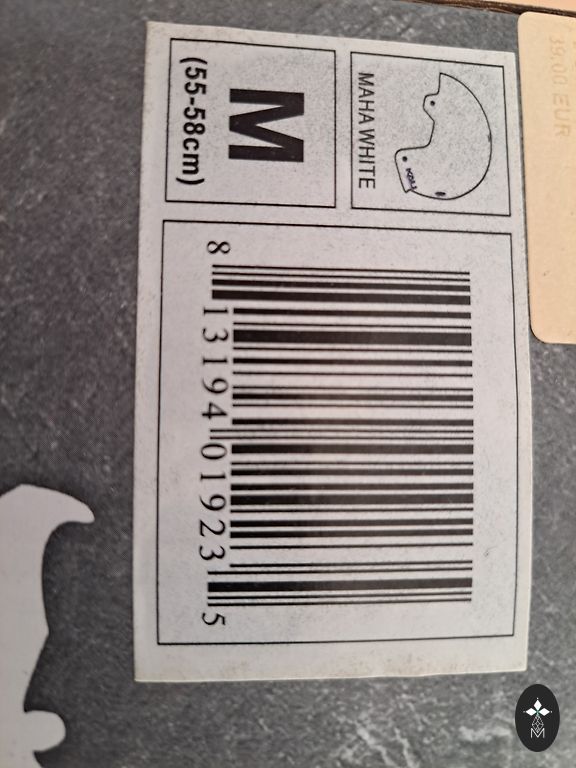 M
(55-58cm)
MAHA WHITE
8 13194 01923 5
39,00 EUR
M